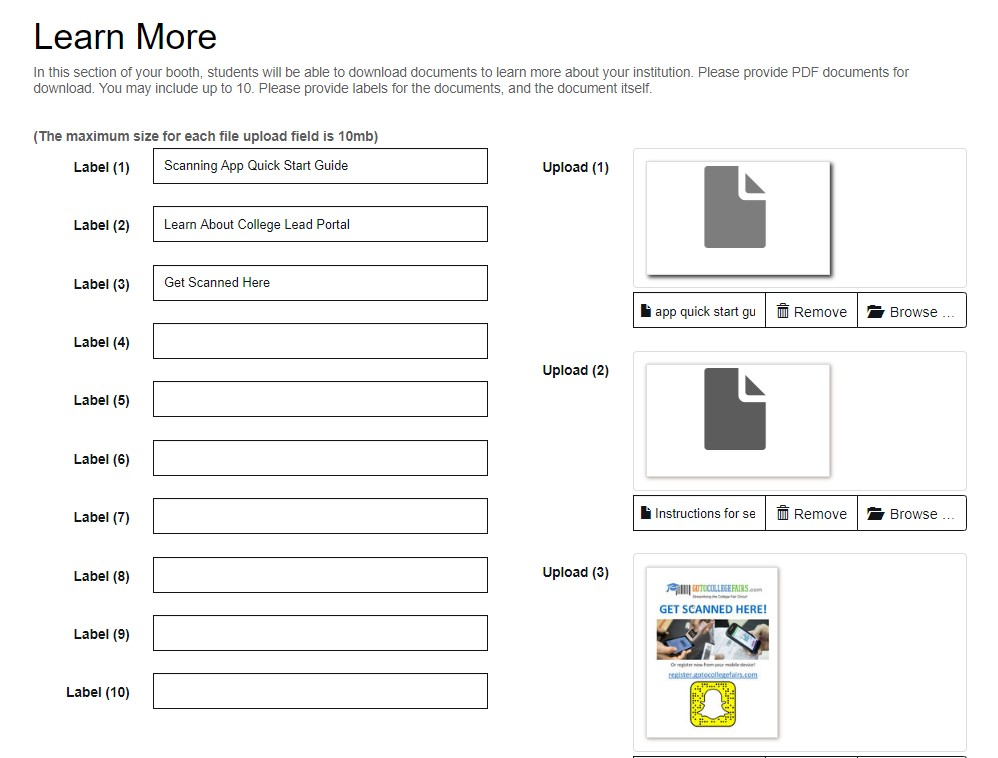 Learn More
In this section of your booth, students will be able to download documents to learn more about your institution. Please provide PDF documents for
download. You may include up to 10. Please provide labels for the documents, and the document itself.
(The maximum size for each file upload field is 10mb)
Label (1)
Scanning App Quick Start Guide
Label (2)
Learn About College Lead Portal
Label (3)
Get Scanned Here
Label (4)
Label (5)
Label (6)
Label (7)
Label (8)
Label (9)
Label (10)
Upload (1)
app quick start gu
Remove
Browse ...
Upload (2)
Instructions for se
Remove
Browse ...
Upload (3)
GOTOCOLLEGEFAIRS.com
Streamlining the College Fair Circuit
GET SCANNED HERE!
Or register now from your mobile device!
register.gotocollegefairs.com